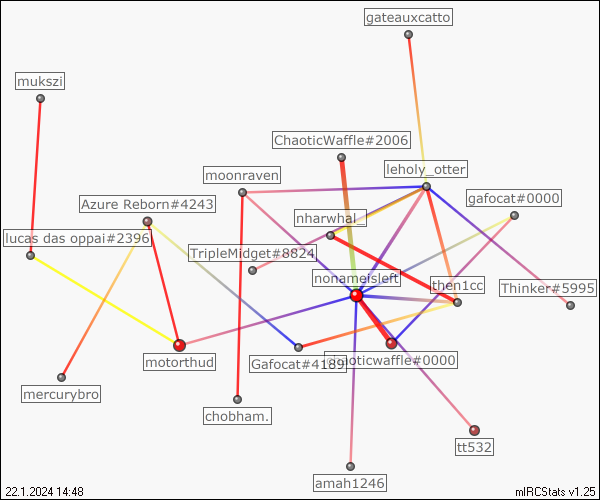 gateauxcatto
mukszi
ChaoticWaffle#2006
leholy_otter
moonraven
gafocat#0000
Azure Reborn#4243
nharwhal_
lucas das oppai#2396
TripleMidget#8824
nonameisleft
then1cc
Thinker#5995
motorthud
Gafocat#4189
chaoticwaffle#0000
mercurybro
chobham.
tt532
amah1246
22.1.2024 14:48
mIRCStats v1.25